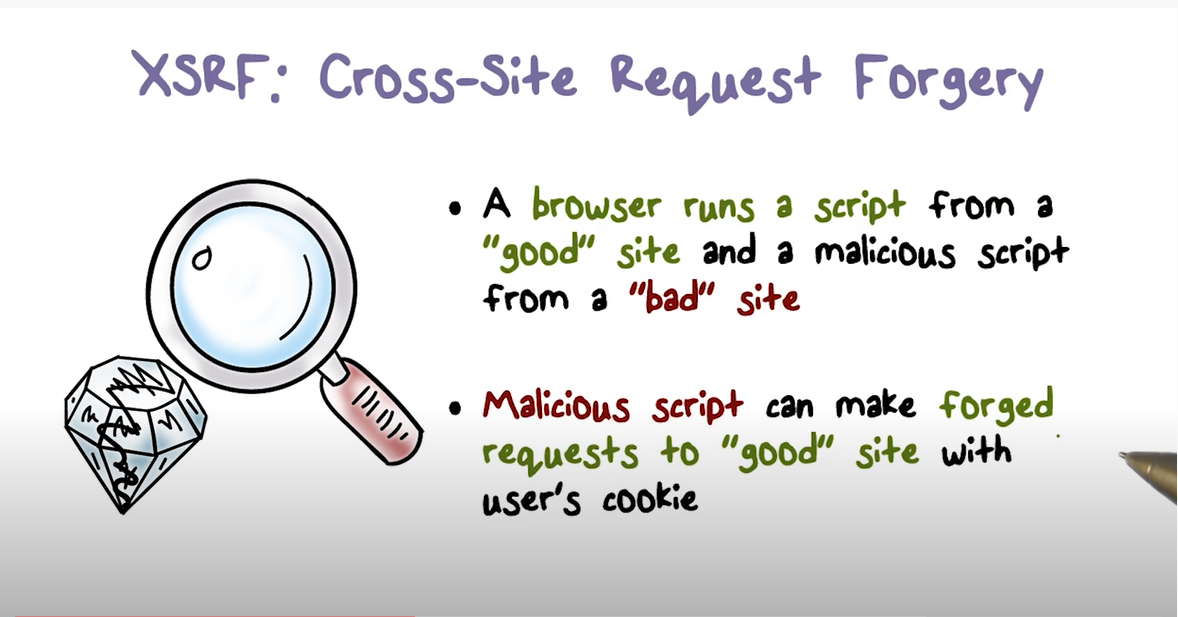 XSRF: Cross-Site Request Forgery
• A browser runs a script from a
"good" site and a malicious script
from a "bad" site
• Malicious script can make forged
requests to "good" site with
user's cookie